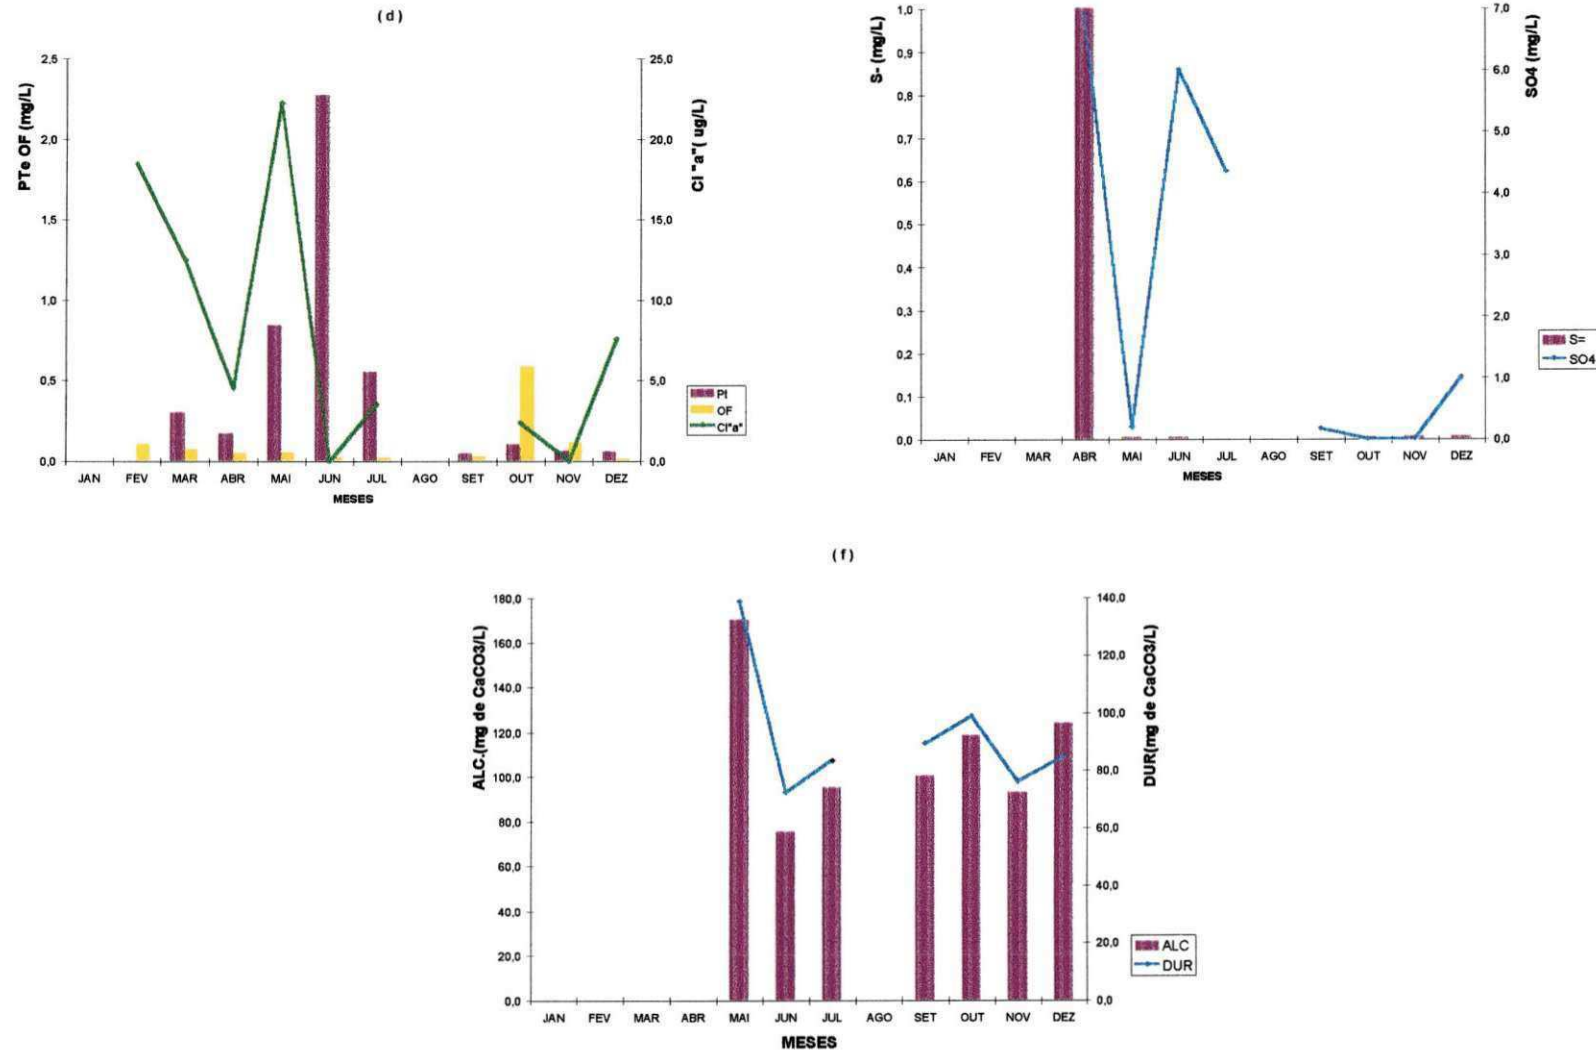 ( d )
PTe OF (mg/L)
2,5
2,0
1,5
1,0
0,5
0,0
25,0
20,0
15,0
10,0
5,0
0,0
Cl "a"( ug/L)
JAN FEV MAR ABR MAI JUN JUL AGO SET OUT NOV DEZ
MESES
Pt
OF
Cl"a"
S- (mg/L)
1,0
0,9
0,8
0,7
0,6
0,5
0,4
0,3
0,2
0,1
0,0
7,0
6,0
5,0
4,0
3,0
2,0
1,0
0,0
SO4 (mg/L)
JAN FEV MAR ABR MAI JUN JUL AGO SET OUT NOV DEZ
MESES
S=
SO4
( f )
ALC.(mg de CaCO3/L)
180,0
160,0
140,0
120,0
100,0
80,0
60,0
40,0
20,0
0,0
140,0
120,0
100,0
80,0
60,0
40,0
20,0
0,0
DUR(mg de CaCO3/L)
JAN FEV MAR ABR MAI JUN JUL AGO SET OUT NOV DEZ
MESES
ALC
DUR